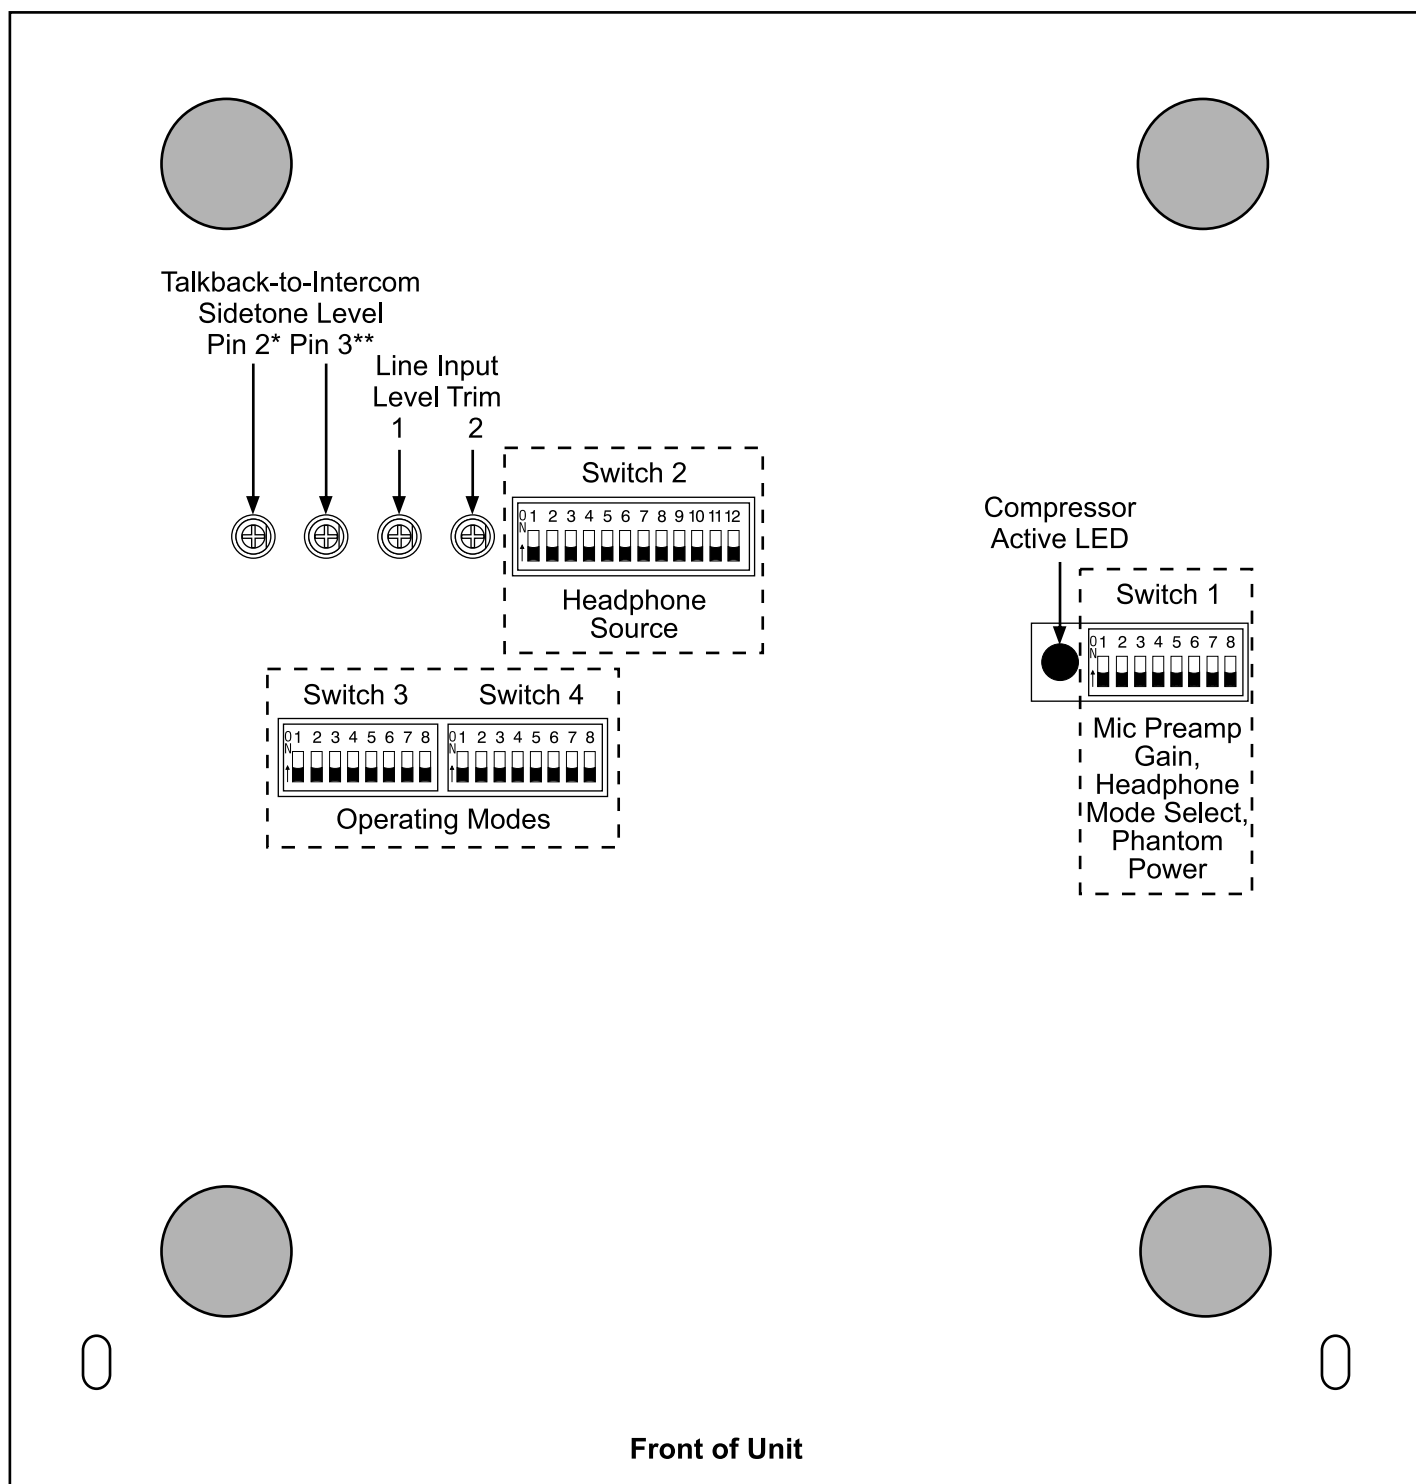 Talkback-to-Intercom
Sidetone Level
Pin 2* Pin 3**
Line Input
Level Trim
1 2
Switch 2
ON 1 2 3 4 5 6 7 8 9 10 11 12
Headphone
Source
Compressor
Active LED
Switch 1
ON 1 2 3 4 5 6 7 8
Mic Preamp
Gain,
Headphone
Mode Select,
Phantom
Power
Switch 3
ON 1 2 3 4 5 6 7 8
Switch 4
ON 1 2 3 4 5 6 7 8
Operating Modes
Front of Unit